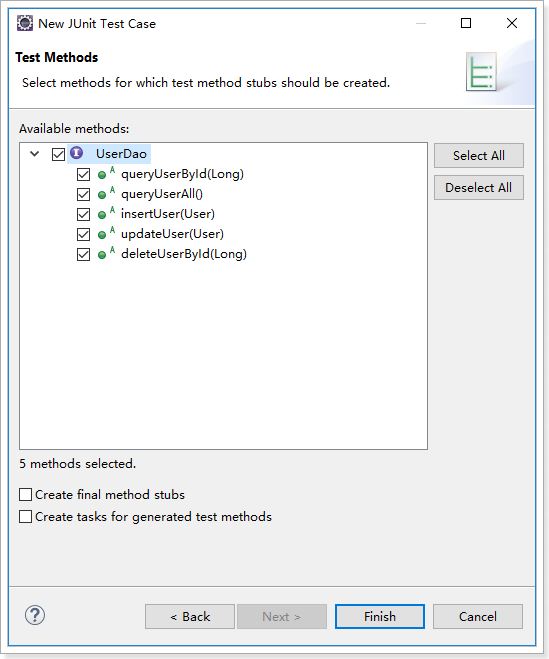 New JUnit Test Case
Test Methods
Select methods for which test method stubs should be created.
Available methods:
UserDao
A queryUserById(Long)
A queryUserAll()
A insertUser(User)
A updateUser(User)
A deleteUserById(Long)
Select All
Deselect All
5 methods selected.
Create final method stubs
Create tasks for generated test methods
? < Back Next > Finish Cancel